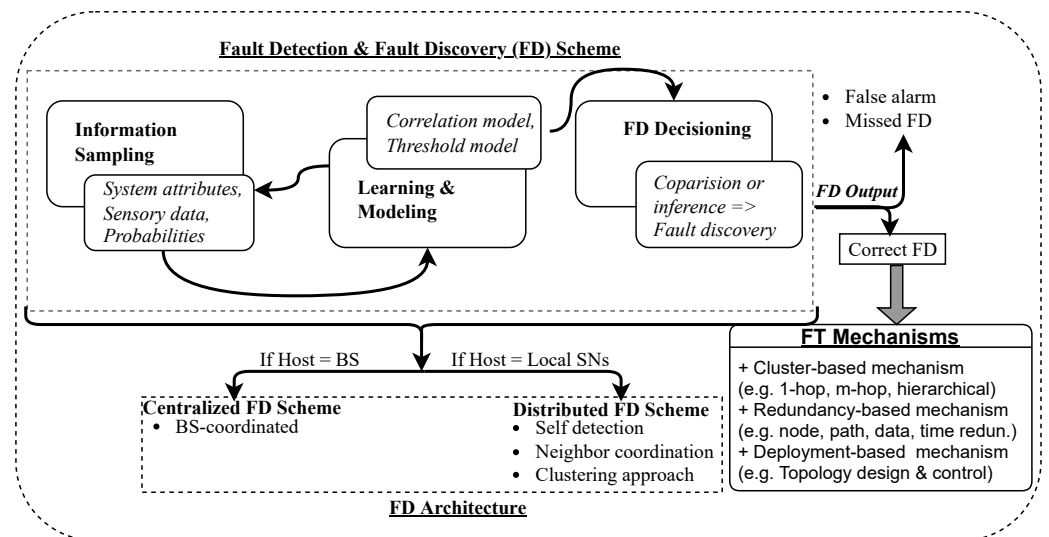 Fault Detection & Fault Discovery (FD) Scheme
Information
Sampling
System attributes,
Sensory data,
Probabilities
Correlation model,
Threshold model
Learning &
Modeling
FD Decisioning
Coparision or
inference =>
Fault discovery
• False alarm
• Missed FD
FD Output
Correct FD
If Host = BS
If Host = Local SNs
Centralized FD Scheme
• BS-coordinated
Distributed FD Scheme
• Self detection
• Neighbor coordination
• Clustering approach
FD Architecture
FT Mechanisms
+ Cluster-based mechanism
(e.g. 1-hop, m-hop, hierarchical)
+ Redundancy-based mechanism
(e.g. node, path, data, time redun.)
+ Deployment-based mechanism
(e.g. Topology design & control)